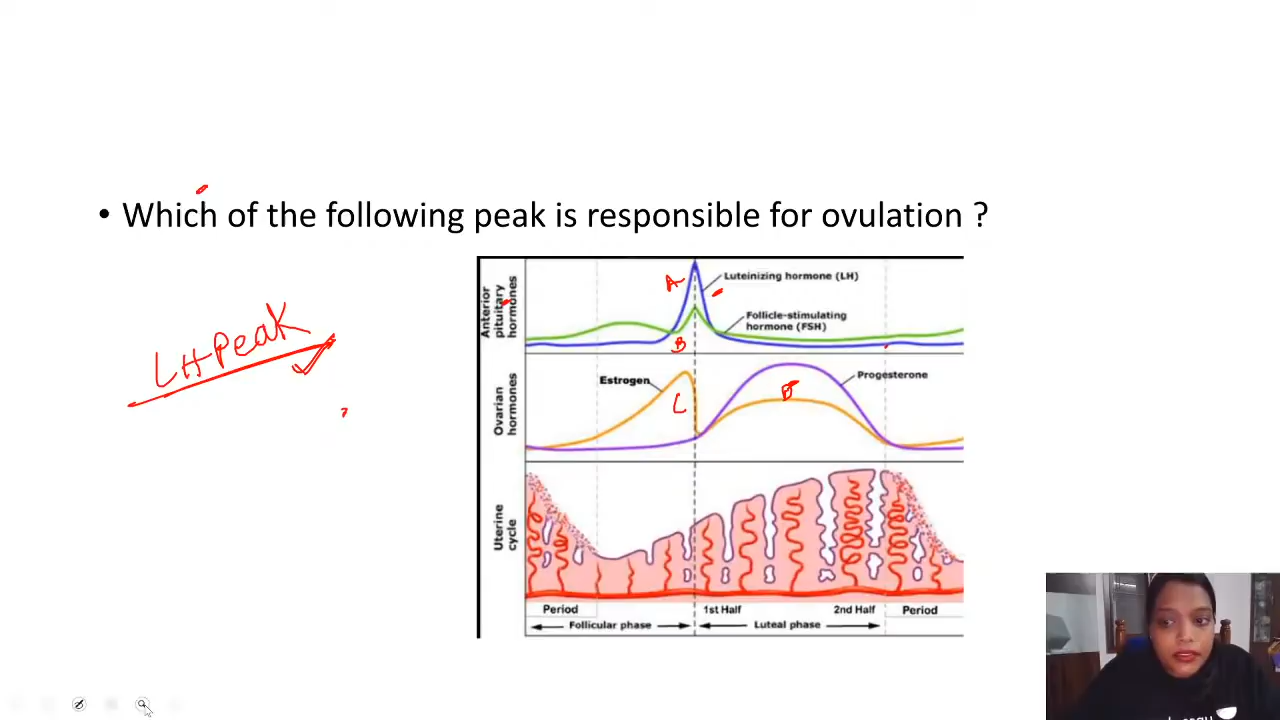 • Which of the following peak is responsible for ovulation ?
LH Peak
Anterior
pituitary
hormones
A
Luteinizing hormone (LH)
Follicle-stimulating
hormone (FSH)
B
Ovarian
hormones
Estrogen
C
Progesterone
Uterine
cycle
Period
1st Half
2nd Half
Period
Follicular phase
Luteal phase